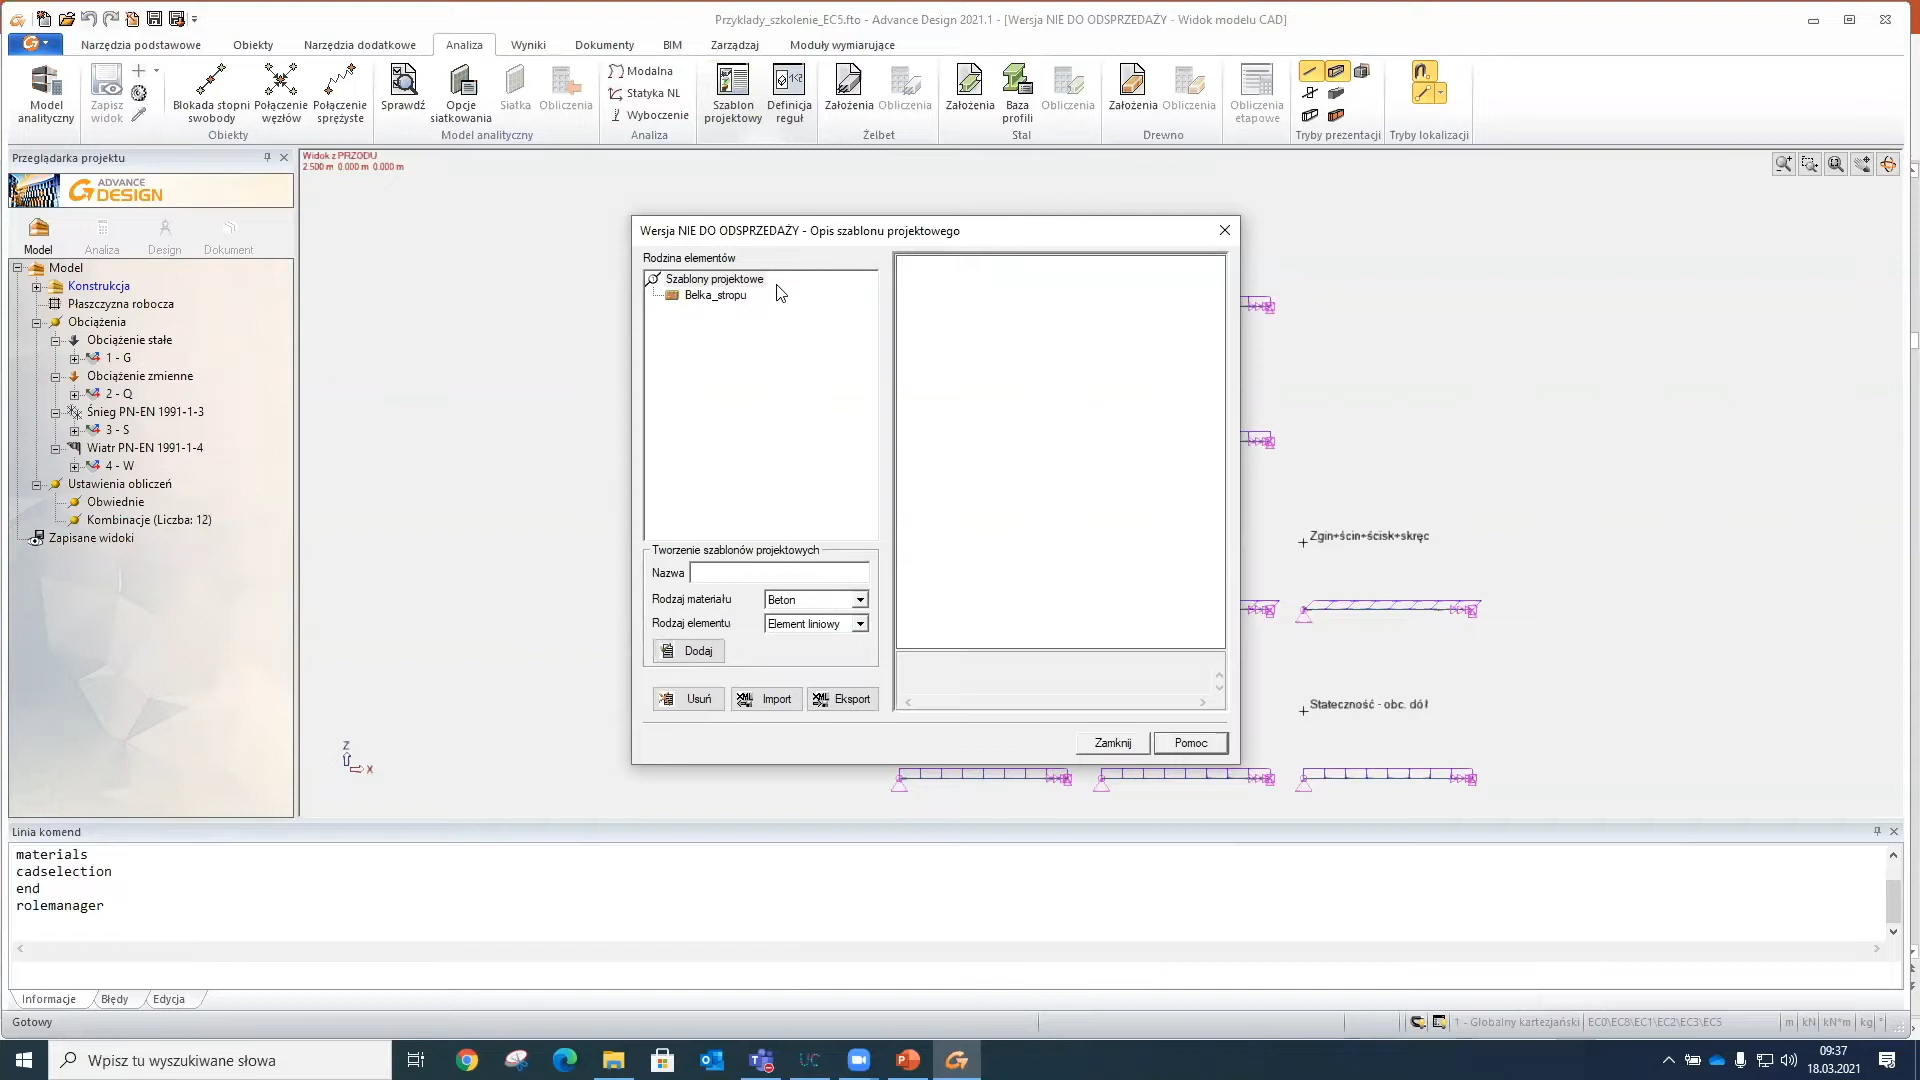 Przyklady_szkolenie_EC5.fto - Advance Design 2021.1 - [Wersja NIE DO ODSPRZEDAŻY - Widok modelu CAD]
Narzędzia podstawowe Obiekty Narzędzia dodatkowe Analiza Wyniki Dokumenty BIM Zarządzaj Moduły wymiarujące
Model analityczny
Zapisz widok
Blokada stopni swobody
Połączenie węzłów
Połączenie sprężyste
Obiekty
Sprawdź
Opcje siatkowania
Siatka
Obliczenia
Model analityczny
Modalna
Statyka NL
Wyboczenie
Analiza
Szablon projektowy
Definicja reguł
Założenia
Obliczenia
Żelbet
Założenia
Baza profili
Obliczenia
Stal
Założenia
Obliczenia
Drewno
Obliczenia etapowe
Tryby prezentacji
Tryby lokalizacji
Przeglądarka projektu
ADVANCE
DESIGN
Model Analiza Design Dokument
Model
Konstrukcja
Płaszczyzna robocza
Obciążenia
Obciążenie stałe
1 - G
Obciążenie zmienne
2 - Q
Śnieg PN-EN 1991-1-3
3 - S
Wiatr PN-EN 1991-1-4
4 - W
Ustawienia obliczeń
Obwiednie
Kombinacje (Liczba: 12)
Zapisane widoki
Widok z PRZODU
2.500 m 0.000 m 0.000 m
Wersja NIE DO ODSPRZEDAŻY - Opis szablonu projektowego
Rodzina elementów
Szablony projektowe
Belka_stropu
Tworzenie szablonów projektowych
Nazwa
Rodzaj materiału Beton
Rodzaj elementu Element liniowy
Dodaj
Usuń Import Eksport
Zamknij Pomoc
Zgin+ścin+ścisk+skręc
Stateczność - obc. dół
Z
X
Linia komend
materials
cadselection
end
rolemanager
Informacje Błędy Edycja
Gotowy
1 - Globalny kartezjański EC0\EC8\EC1\EC2\EC3\EC5 m kN kN*m kg °
Wpisz tu wyszukiwane słowa
09:37
18.03.2021